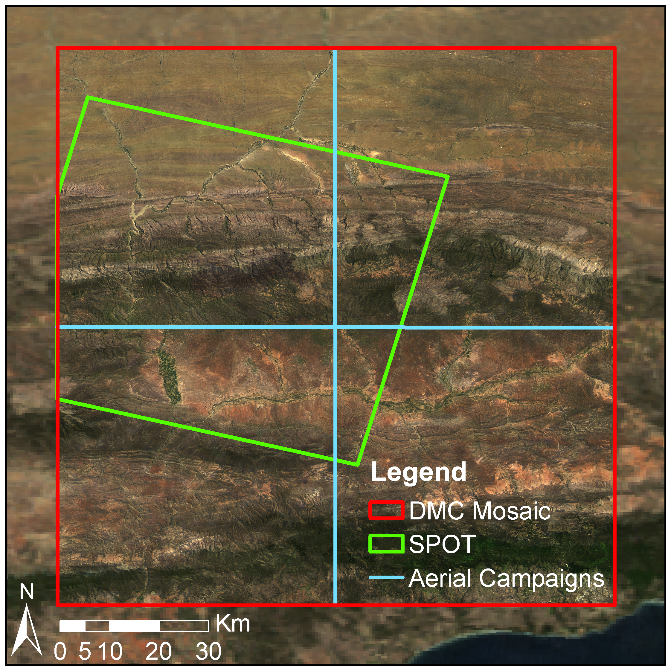 Legend
DMC Mosaic
SPOT
Aerial Campaigns
N
Km
0 5 10 20 30